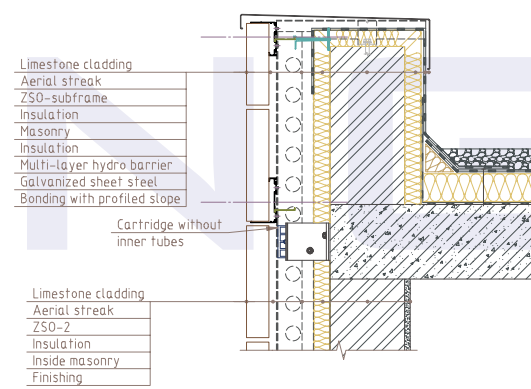 Limestone cladding
Aerial streak
ZSO-subframe
Insulation
Masonry
Insulation
Multi-layer hydro barrier
Galvanized sheet steel
Bonding with profiled slope
Cartridge without
inner tubes
Limestone cladding
Aerial streak
ZSO-2
Insulation
Inside masonry
Finishing